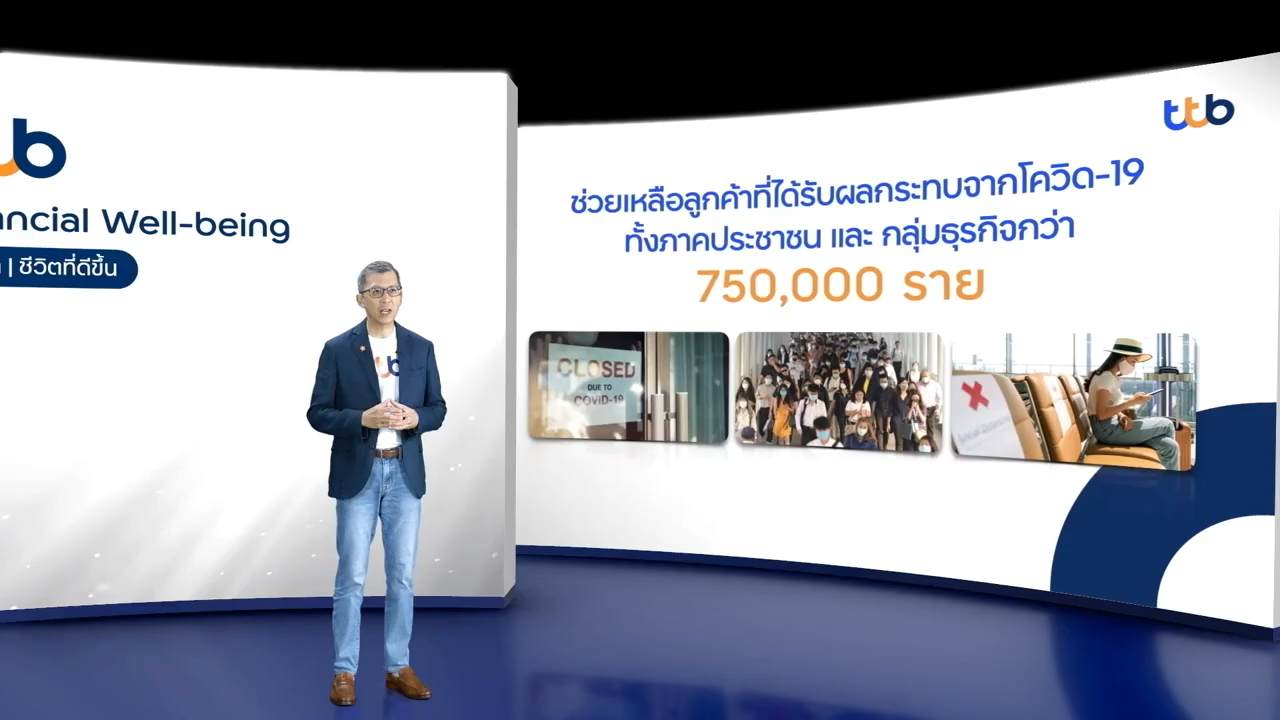 b
ancial Well-being
| ชีวิตที่ดีขึ้น
ttb
ช่วยเหลือลูกค้าที่ได้รับผลกระทบจากโควิด-19
ทั้งภาคประชาชน และ กลุ่มธุรกิจกว่า
750,000 ราย
CLOSED
DUE TO
COVID-19
Social Distancing
ttb